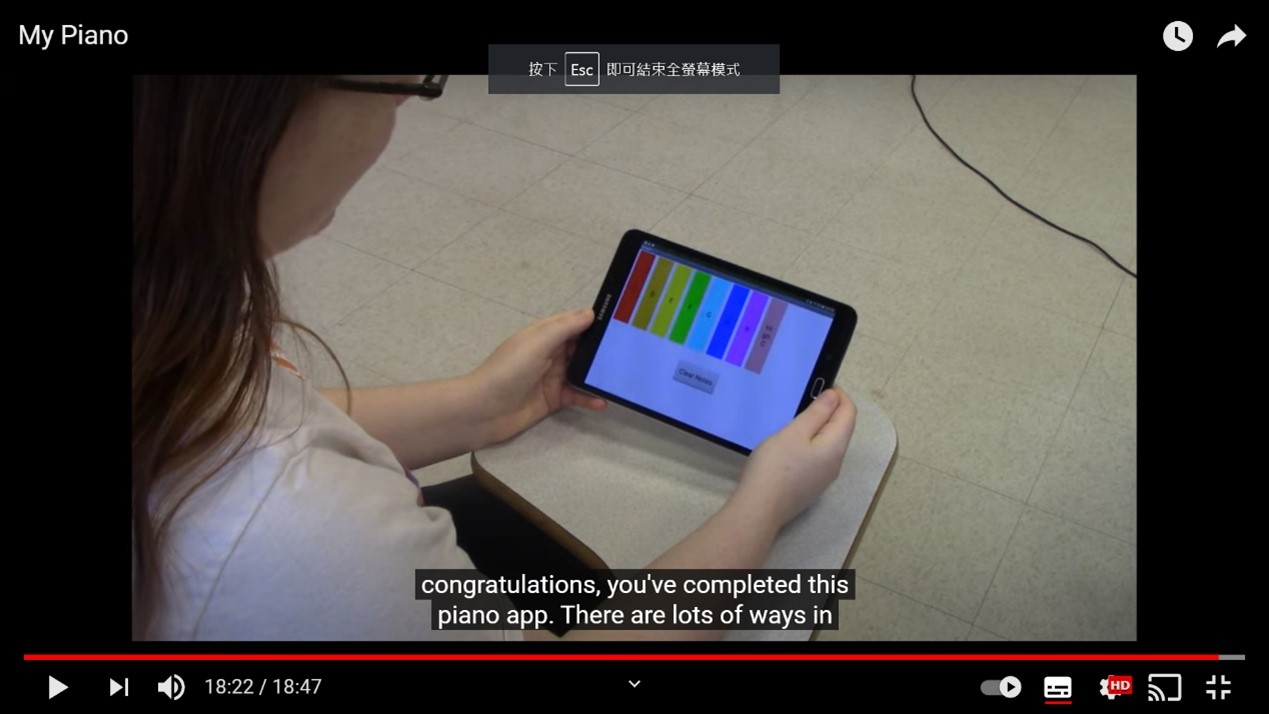 My Piano
按下 Esc 即可結束全螢幕模式
SAMSUNG
Clear Notes
congratulations, you've completed this
piano app. There are lots of ways in
18:22 / 18:47
HD